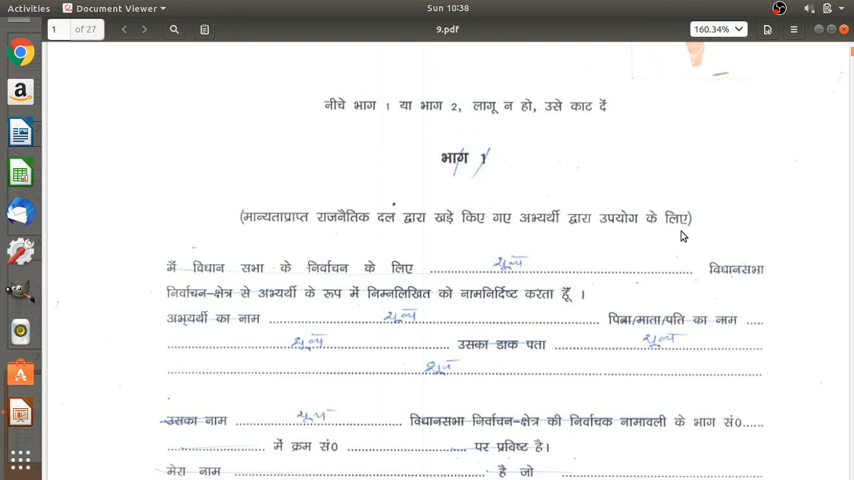 Activities Document Viewer Sun 10:38
1 of 27 9.pdf 160.34%
नीचे भाग 1 या भाग 2, लागू न हो, उसे काट दें
भाग 1
(मान्यताप्राप्त राजनैतिक दल द्वारा खड़े किए गए अभ्यर्थी द्वारा उपयोग के लिए)
मैं विधान सभा के निर्वाचन के लिए ........ शून्य ........ विधानसभा
निर्वाचन-क्षेत्र से अभ्यर्थी के रूप में निम्नलिखित को नामनिर्दिष्ट करता हूँ ।
अभ्यर्थी का नाम ........ शून्य ........ पिता/माता/पति का नाम ....
........ शून्य ........ उसका डाक पता ........ शून्य ........
........ शून्य ........
उसका नाम ........ शून्य ........ विधानसभा निर्वाचन-क्षेत्र की निर्वाचक नामावली के भाग सं0.....
........ में क्रम सं0 ........ पर प्रविष्ट है।
मेरा नाम ........ है जो ........